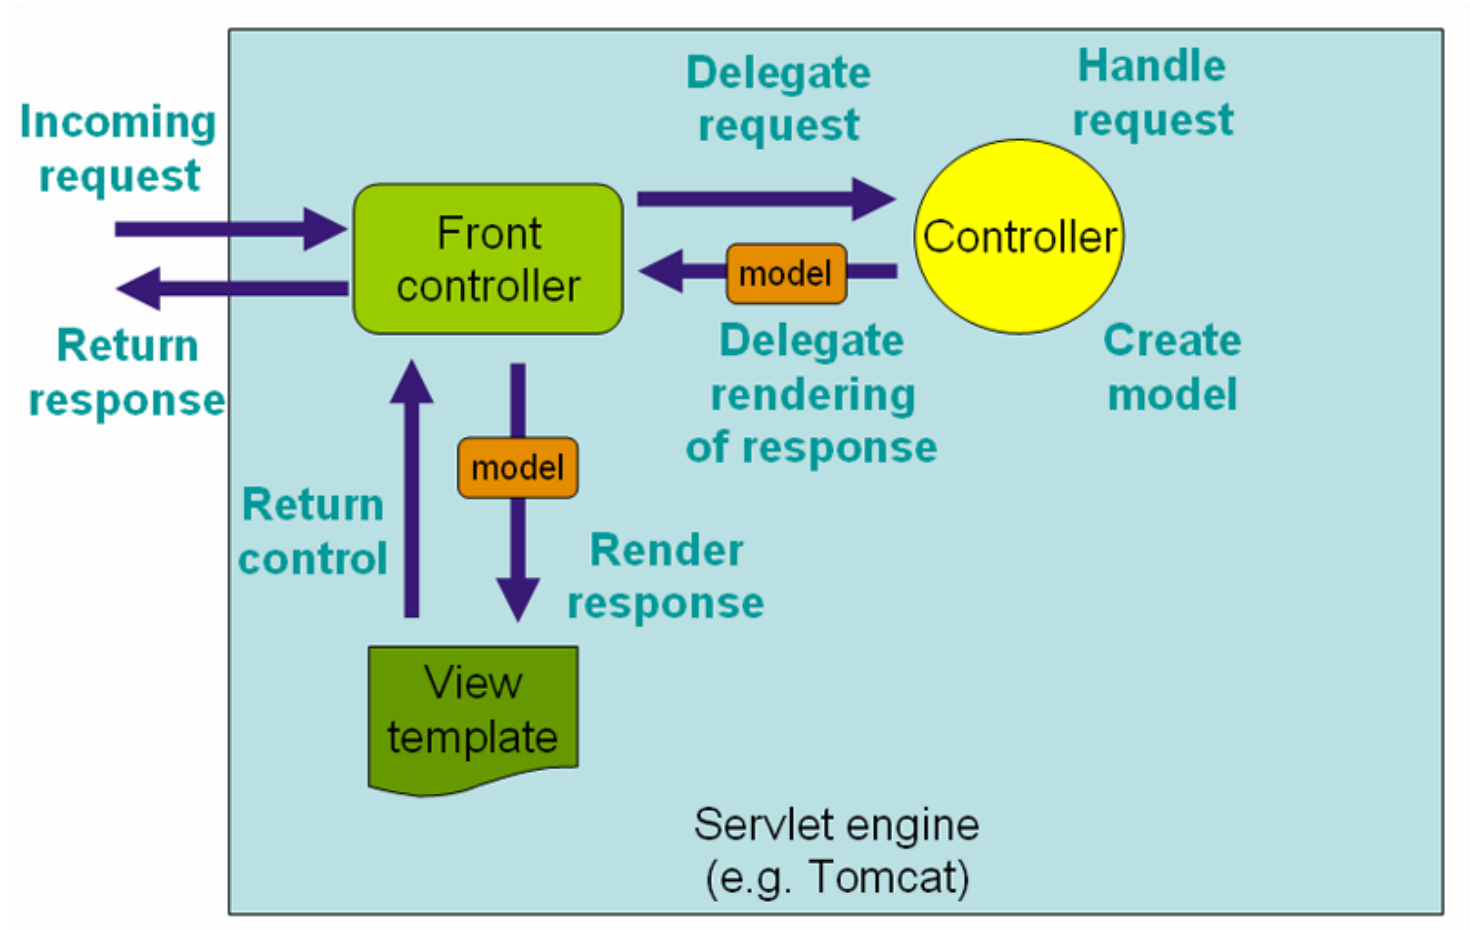 Incoming
request
Return
response
Front
controller
Delegate
request
Handle
request
Controller
model
Delegate
rendering
of response
Create
model
model
Return
control
Render
response
View
template
Servlet engine
(e.g. Tomcat)